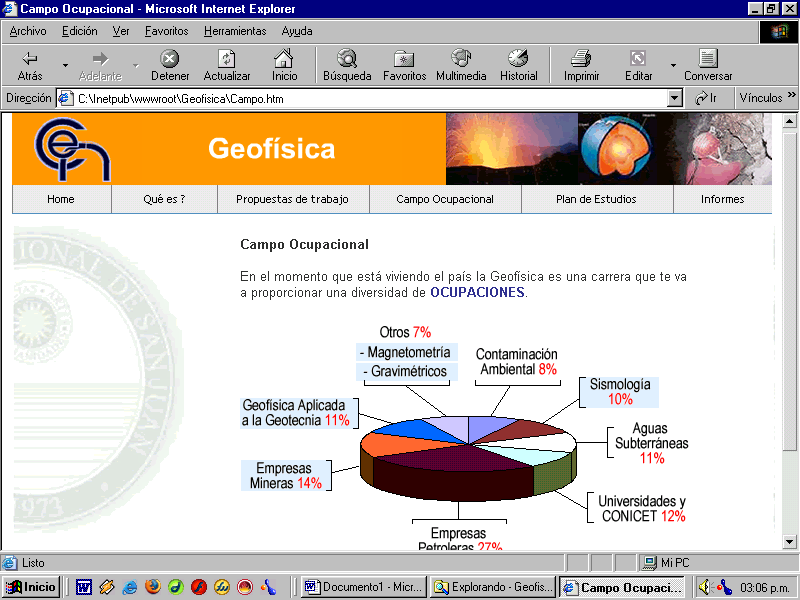 Campo Ocupacional - Microsoft Internet Explorer
Archivo Edición Ver Favoritos Herramientas Ayuda
Atrás Adelante Detener Actualizar Inicio Búsqueda Favoritos Multimedia Historial Imprimir Editar Conversar
Dirección C:\Inetpub\wwwroot\Geofisica\Campo.htm Ir Vínculos »
Geofísica
Home Qué es ? Propuestas de trabajo Campo Ocupacional Plan de Estudios Informes
Campo Ocupacional
En el momento que está viviendo el país la Geofísica es una carrera que te va
a proporcionar una diversidad de OCUPACIONES.
Otros 7%
- Magnetometría
- Gravimétricos
Contaminación
Ambiental 8%
Sismología
10%
Geofísica Aplicada
a la Geotecnia 11%
Aguas
Subterráneas
11%
Empresas
Mineras 14%
Universidades y
CONICET 12%
Empresas
Petroleras 27%
1973
Listo Mi PC
Inicio Documento1 - Micr... Explorando - Geofis... Campo Ocupaci... 03:06 p.m.